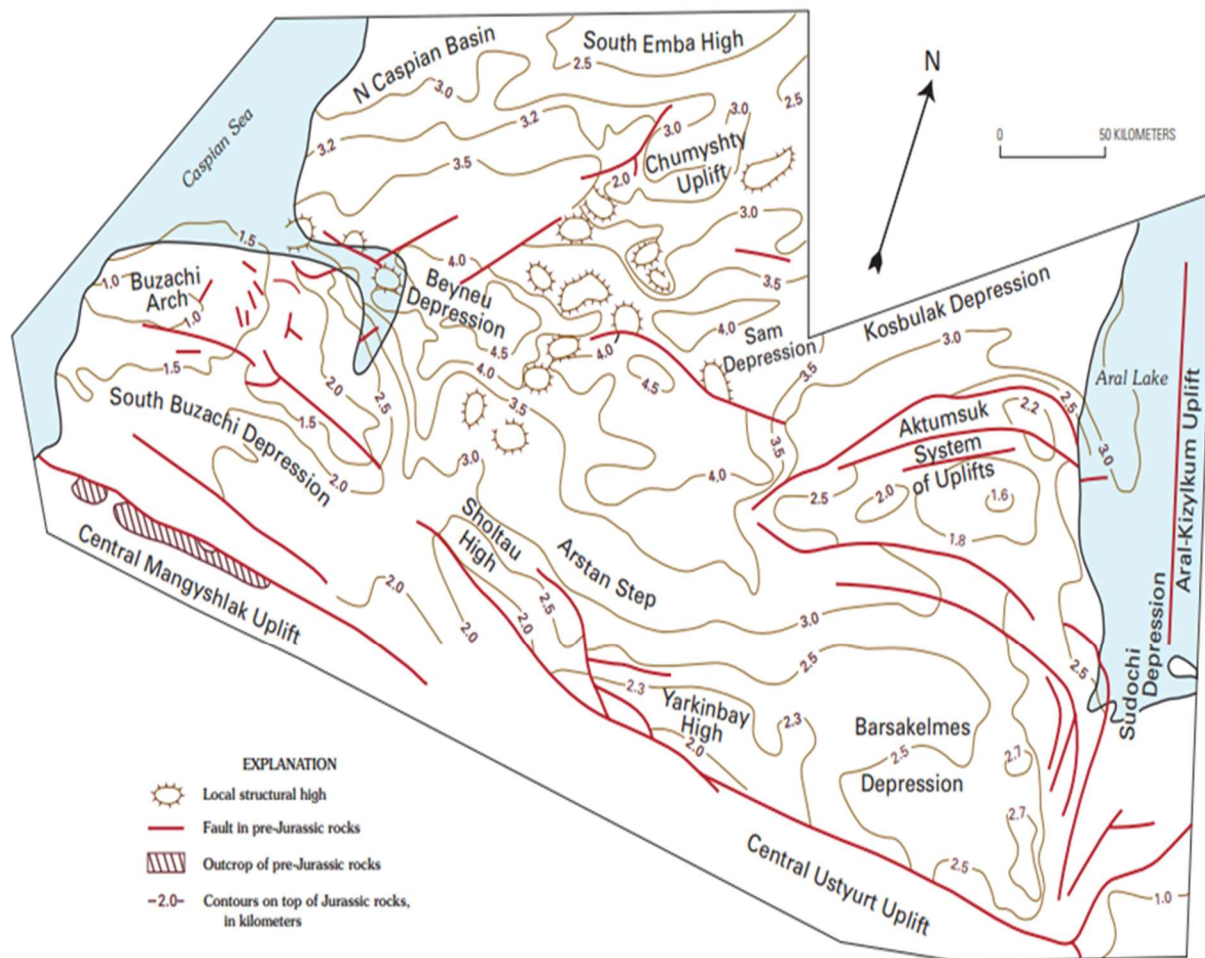 N Caspian Basin
South Emba High
2.5
3.0
2.5
3.0
3.2
3.0
3.2
3.5
Chumyshty
Uplift
2.0
3.0
Caspian Sea
N
0
50 KILOMETERS
1.5
1.0
Buzachi
Arch
1.0
4.0
Beyneu
Depression
3.5
4.0
Sam
Depression
Kosbulak Depression
3.0
4.5
4.0
4.0
4.5
3.5
3.5
1.5
2.0
2.5
South Buzachi Depression
1.5
2.0
3.0
4.0
3.5
Aral Lake
Aral-Kizylkum Uplift
Aktumsuk
System
of Uplifts
2.2
2.5
3.0
2.5
2.0
1.6
1.8
Central Mangyshlak Uplift
2.0
Sholtau
High
Arstan Step
2.5
2.0
2.0
3.0
2.5
2.5
Sudochi
Depression
2.3
Yarkinbay
High
2.3
2.0
Barsakelmes
Depression
2.5
2.7
2.7
2.5
Central Ustyurt Uplift
1.0
EXPLANATION
Local structural high
Fault in pre-Jurassic rocks
Outcrop of pre-Jurassic rocks
–2.0– Contours on top of Jurassic rocks,
in kilometers